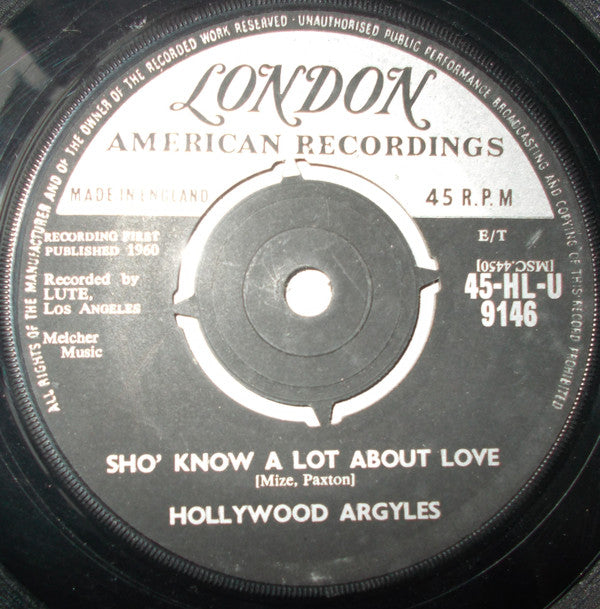 ALL RIGHTS OF THE MANUFACTURER AND OF THE OWNER OF THE RECORDED WORK RESERVED · UNAUTHORISED PUBLIC PERFORMANCE, BROADCASTING AND COPYING OF THIS RECORD PROHIBITED
LONDON
AMERICAN RECORDINGS
MADE IN ENGLAND
45 R.P.M
RECORDING FIRST
PUBLISHED 1960
E/T
[MSC.4450]
Recorded by
LUTE,
Los Angeles
45-HL-U
9146
Melcher
Music
SHO' KNOW A LOT ABOUT LOVE
[Mize, Paxton]
HOLLYWOOD ARGYLES